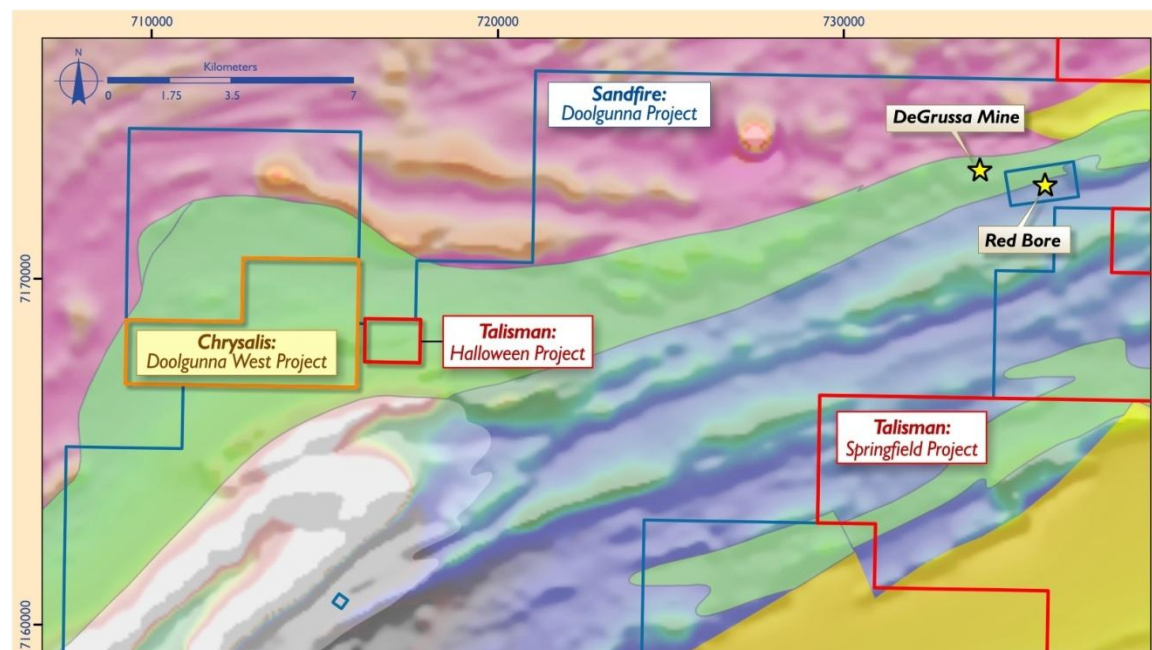 710000
720000
730000
N
Kilometers
0 1.75 3.5 7
Sandfire:
Doolgunna Project
DeGrussa Mine
Red Bore
7170000
Chrysalis:
Doolgunna West Project
Talisman:
Halloween Project
Talisman:
Springfield Project
7160000